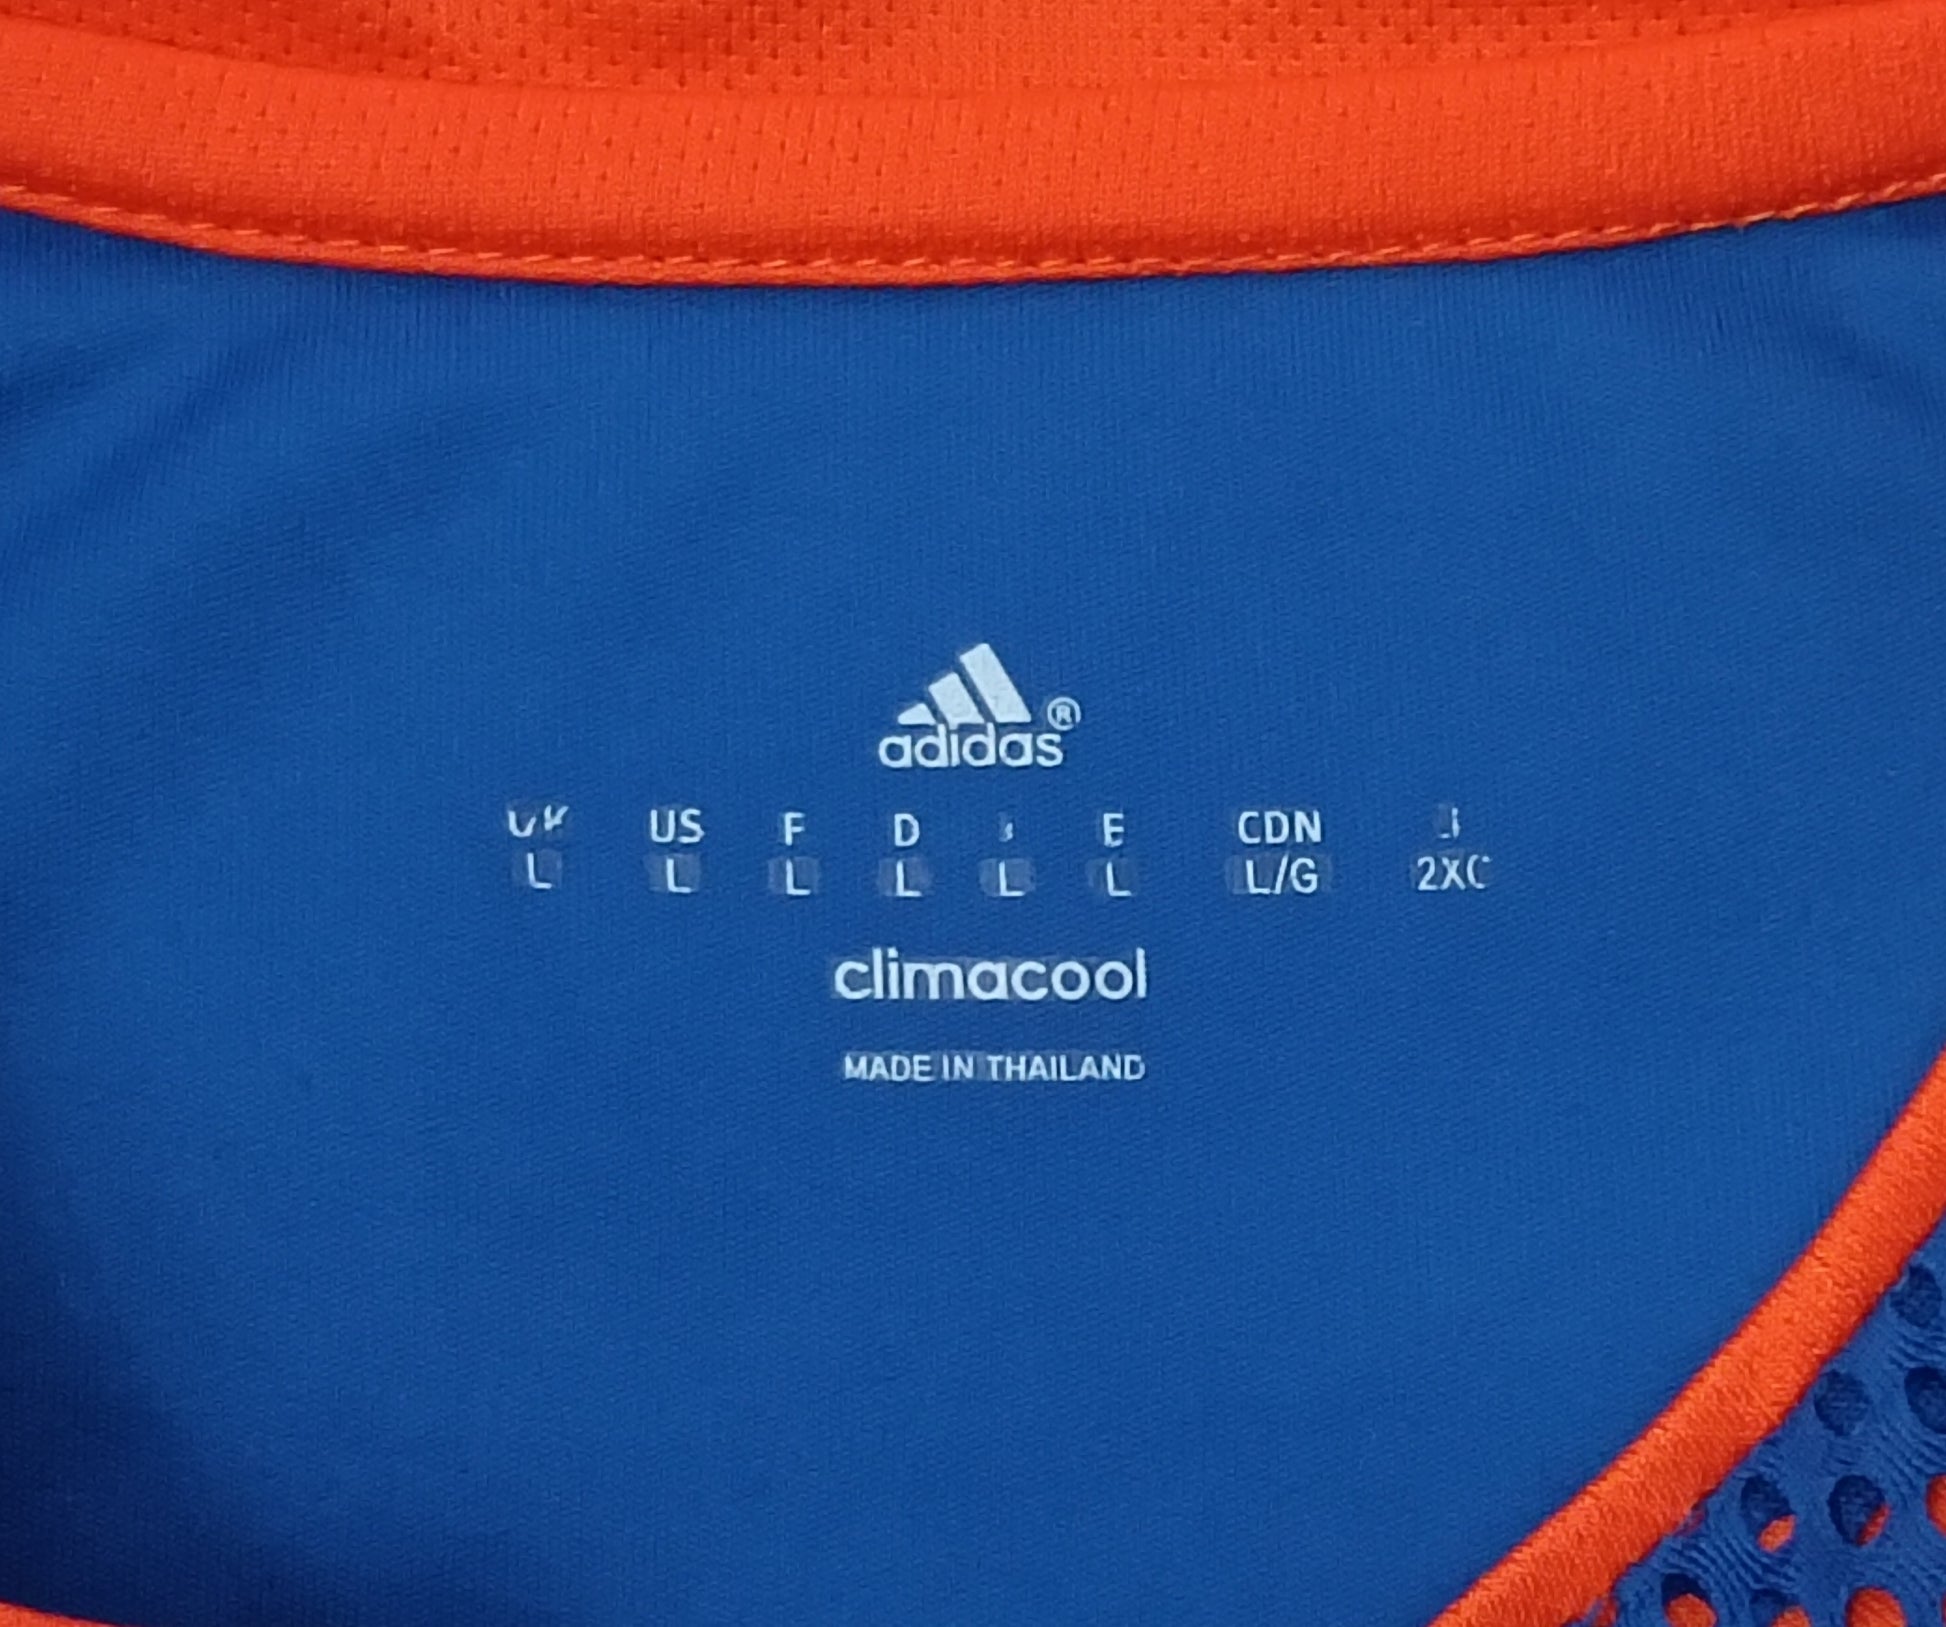 adidas®
US F D E CDN
L L L L L L L/G
climacool
MADE IN THAILAND